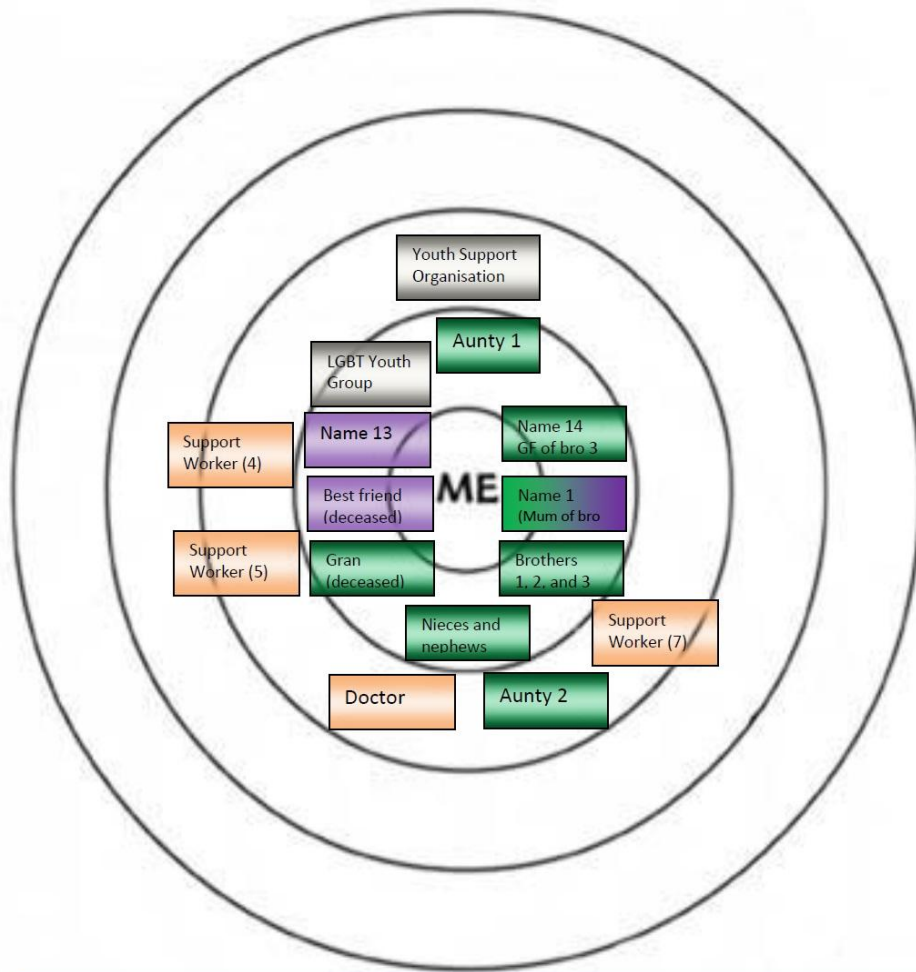 Youth Support
Organisation
Aunty 1
LGBT Youth
Group
Name 13
Name 14
GF of bro 3
Support
Worker (4)
ME
Best friend
(deceased)
Name 1
(Mum of bro
Support
Worker (5)
Gran
(deceased)
Brothers
1, 2, and 3
Nieces and
nephews
Support
Worker (7)
Doctor
Aunty 2